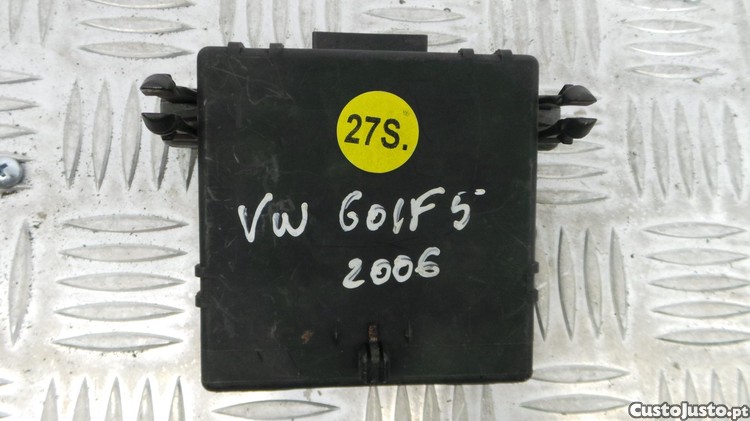 27S.
VW GOLF 5
2006
CustoJusto.pt